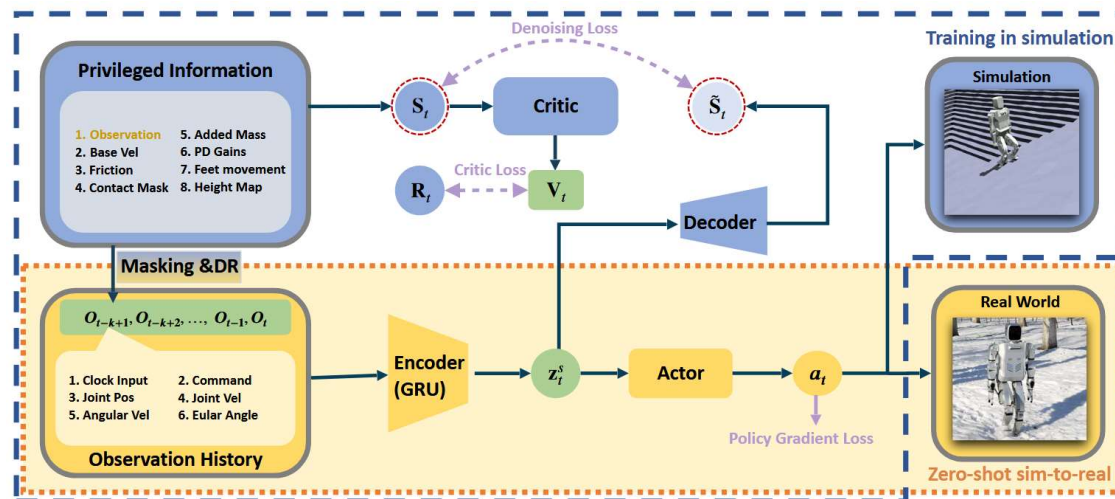 Denoising Loss
Training in simulation
Privileged Information
1. Observation
2. Base Vel
3. Friction
4. Contact Mask
5. Added Mass
6. PD Gains
7. Feet movement
8. Height Map
S_t
Critic
S̃_t
Simulation
Critic Loss
R_t
V_t
Decoder
Masking &DR
O_{t-k+1}, O_{t-k+2}, ..., O_{t-1}, O_t
1. Clock Input 2. Command
3. Joint Pos 4. Joint Vel
5. Angular Vel 6. Eular Angle
Observation History
Encoder
(GRU)
z_t^s
Actor
a_t
Policy Gradient Loss
Real World
Zero-shot sim-to-real